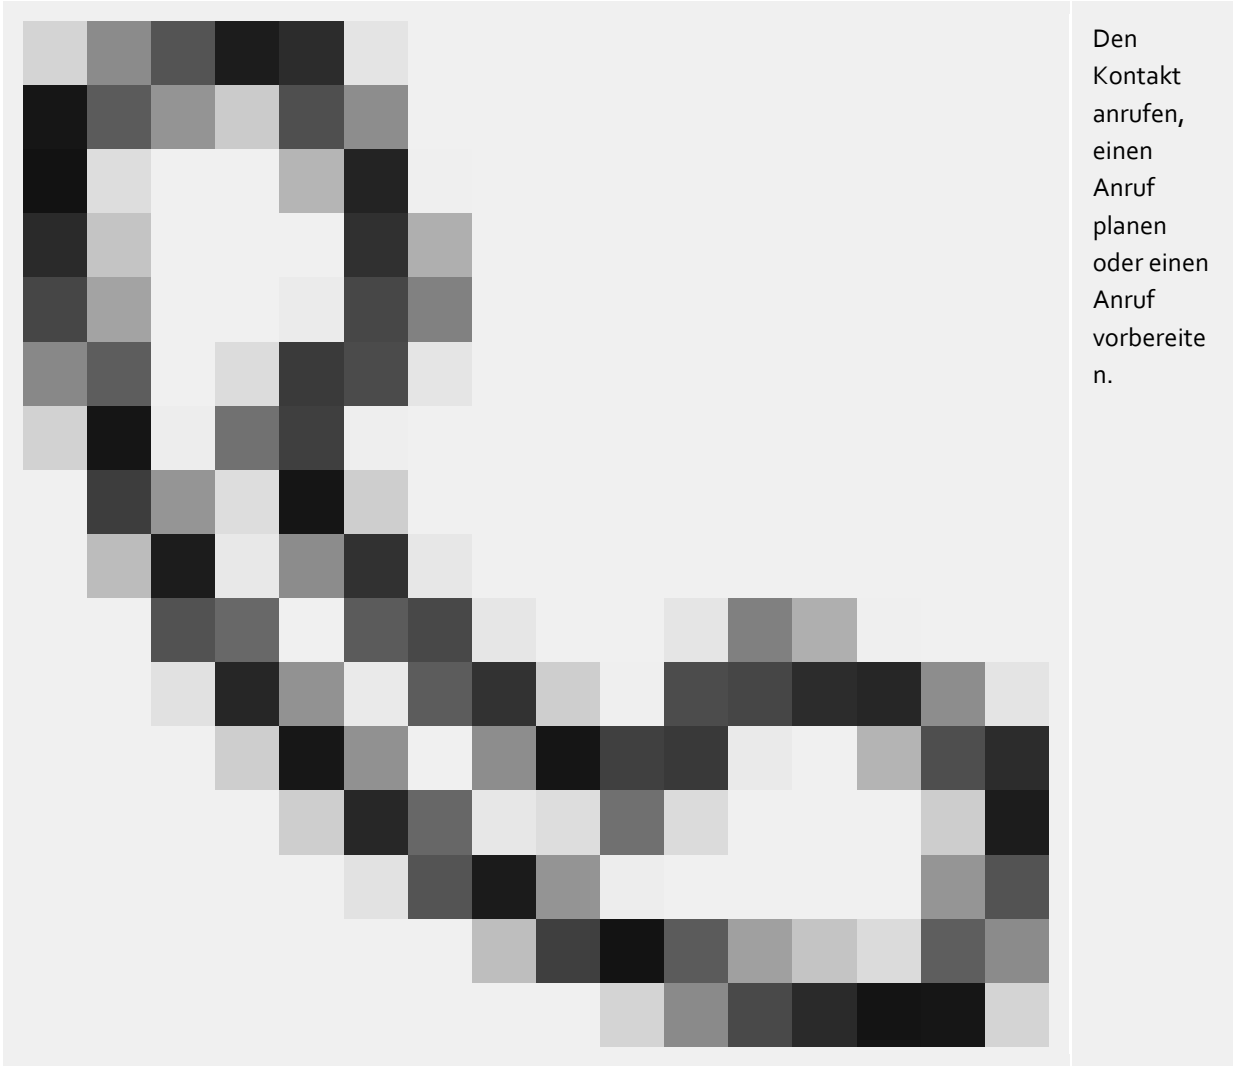 Den
Kontakt
anrufen,
einen
Anruf
planen
oder einen
Anruf
vorbereite
n.